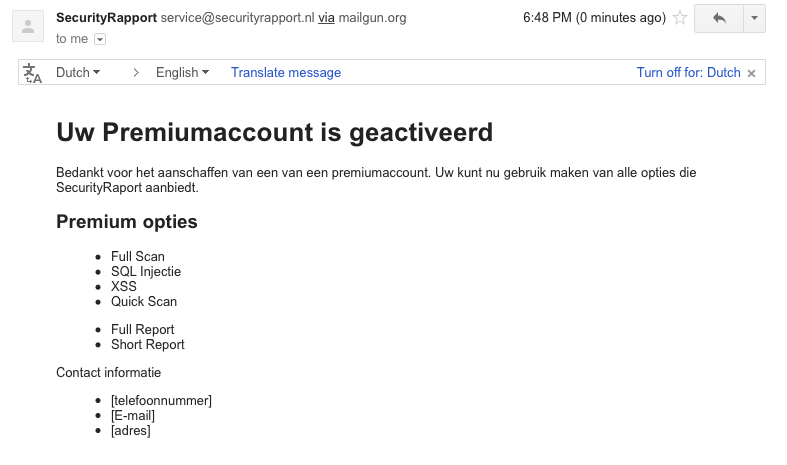 SecurityRapport service@securityrapport.nl via mailgun.org 6:48 PM (0 minutes ago)
to me
Dutch > English Translate message Turn off for: Dutch ×
Uw Premiumaccount is geactiveerd
Bedankt voor het aanschaffen van een van een premiumaccount. Uw kunt nu gebruik maken van alle opties die
SecurityRaport aanbiedt.
Premium opties
• Full Scan
• SQL Injectie
• XSS
• Quick Scan
• Full Report
• Short Report
Contact informatie
• [telefoonnummer]
• [E-mail]
• [adres]